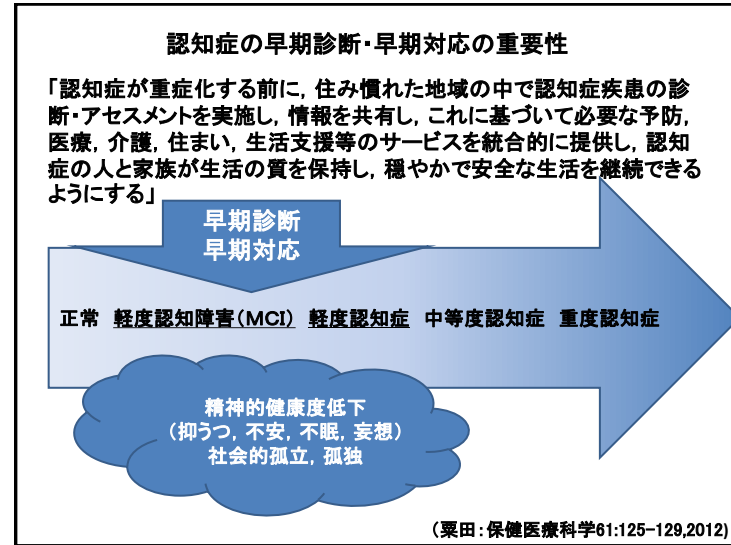 認知症の早期診断・早期対応の重要性
「認知症が重症化する前に，住み慣れた地域の中で認知症疾患の診
断・アセスメントを実施し，情報を共有し，これに基づいて必要な予防，
医療，介護，住まい，生活支援等のサービスを統合的に提供し，認知
症の人と家族が生活の質を保持し，穏やかで安全な生活を継続できる
ようにする」
早期診断
早期対応
正常 軽度認知障害（MCI） 軽度認知症 中等度認知症 重度認知症
精神的健康度低下
（抑うつ，不安，不眠，妄想）
社会的孤立，孤独
（粟田：保健医療科学61:125-129,2012）